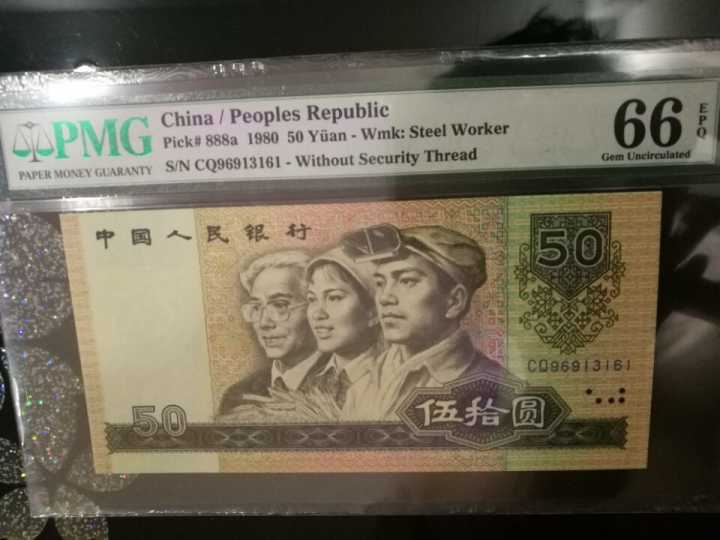 PMG
PAPER MONEY GUARANTY
China / Peoples Republic
Pick# 888a 1980 50 Yüan - Wmk: Steel Worker
S/N CQ96913161 - Without Security Thread
66
EPQ
Gem Uncirculated
中国人民银行
50
CQ96913161
50
伍拾圆